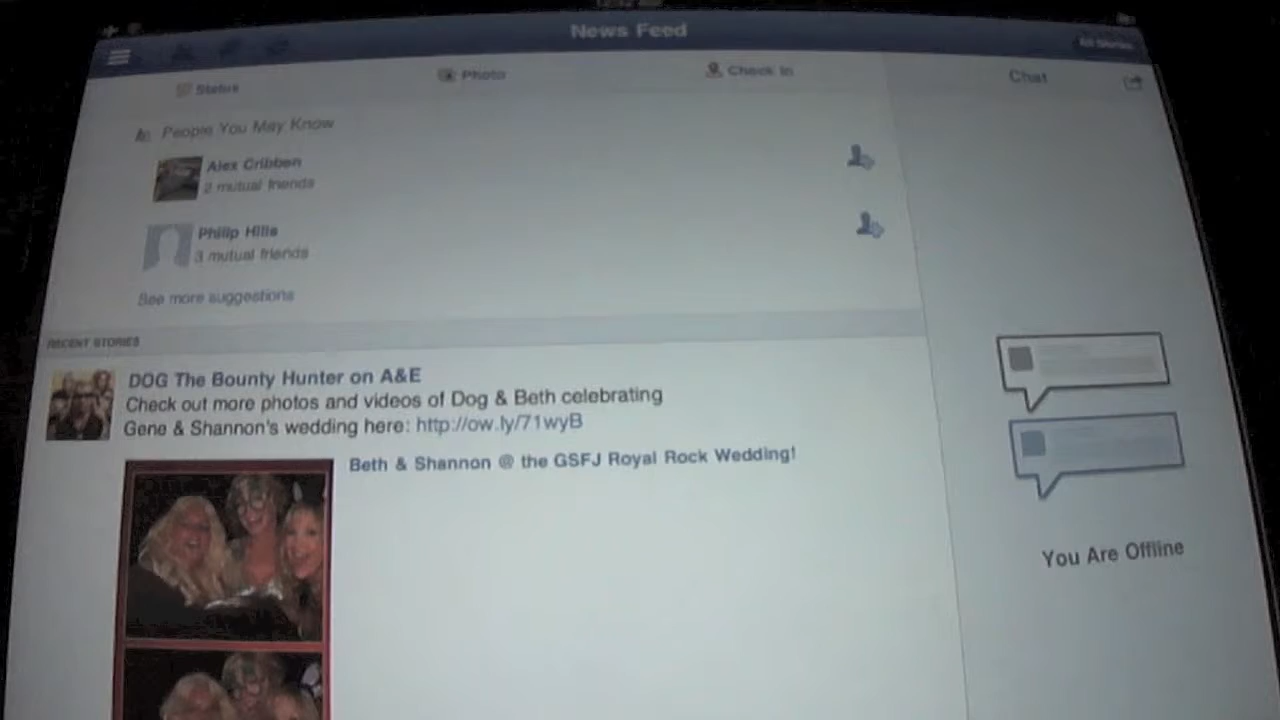 News Feed
All Stories
Status
Photo
Check In
Chat
People You May Know
Alex Cribben
2 mutual friends
Philip Hills
3 mutual friends
See more suggestions
RECENT STORIES
DOG The Bounty Hunter on A&E
Check out more photos and videos of Dog & Beth celebrating
Gene & Shannon's wedding here: http://ow.ly/71wyB
Beth & Shannon @ the GSFJ Royal Rock Wedding!
You Are Offline